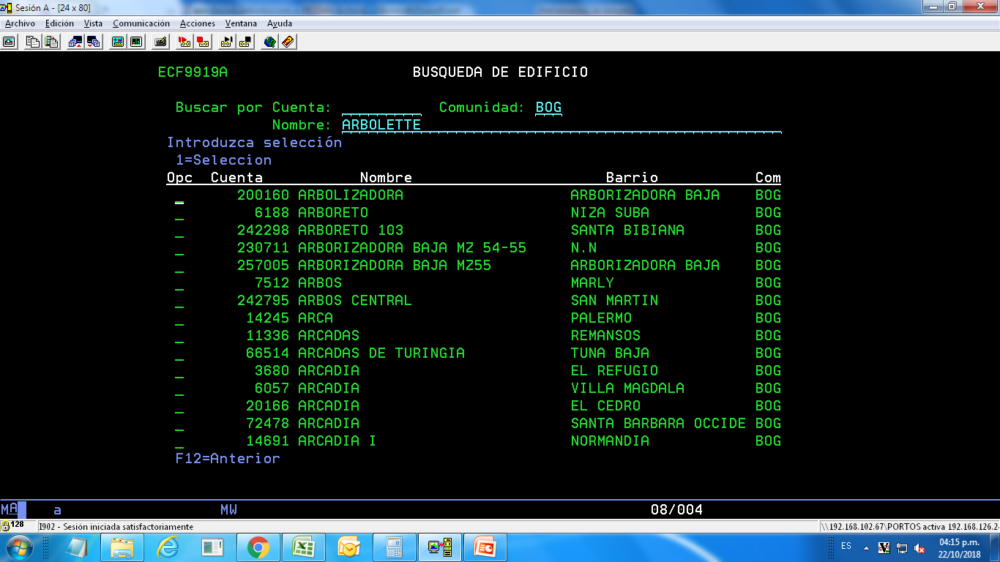 Sesión A - [24 x 80]
Archivo Edición Vista Comunicación Acciones Ventana Ayuda
ECF9919A BUSQUEDA DE EDIFICIO
Buscar por Cuenta: Comunidad: BOG
Nombre: ARBOLETTE
Introduzca selección
1=Seleccion
Opc Cuenta Nombre Barrio Com
_ 200160 ARBOLIZADORA ARBORIZADORA BAJA BOG
_ 6188 ARBORETO NIZA SUBA BOG
_ 242298 ARBORETO 103 SANTA BIBIANA BOG
_ 230711 ARBORIZADORA BAJA MZ 54-55 N.N BOG
_ 257005 ARBORIZADORA BAJA MZ55 ARBORIZADORA BAJA BOG
_ 7512 ARBOS MARLY BOG
_ 242795 ARBOS CENTRAL SAN MARTIN BOG
_ 14245 ARCA PALERMO BOG
_ 11336 ARCADAS REMANSOS BOG
_ 66514 ARCADAS DE TURINGIA TUNA BAJA BOG
_ 3680 ARCADIA EL REFUGIO BOG
_ 6057 ARCADIA VILLA MAGDALA BOG
_ 20166 ARCADIA EL CEDRO BOG
_ 72478 ARCADIA SANTA BARBARA OCCIDE BOG
_ 14691 ARCADIA I NORMANDIA BOG
F12=Anterior
MA a MW 08/004
128 I902 - Sesión iniciada satisfactoriamente \\192.168.102.67\PORTOS activa 192.168.126.2
ES 04:15 p.m.
22/10/2018